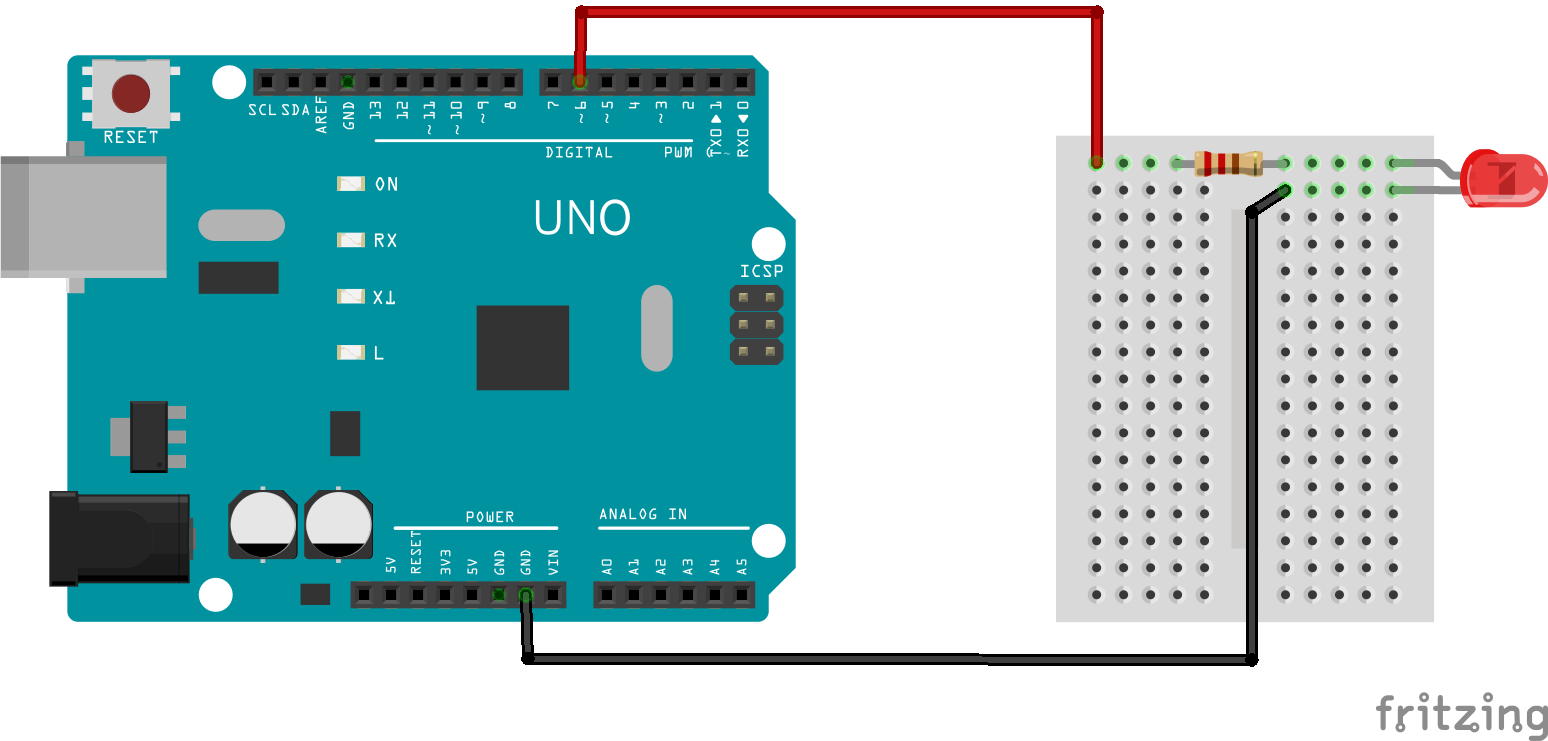 SCL SDA AREF GND 13 12 ~11 ~10 ~9 8 7 ~6 ~5 4 ~3 2 TX0▶1 RX0◀0
RESET
DIGITAL PWM ~
ON
UNO
RX
ICSP
TX
L
POWER
ANALOG IN
5V RESET 3V3 5V GND GND VIN A0 A1 A2 A3 A4 A5
fritzing